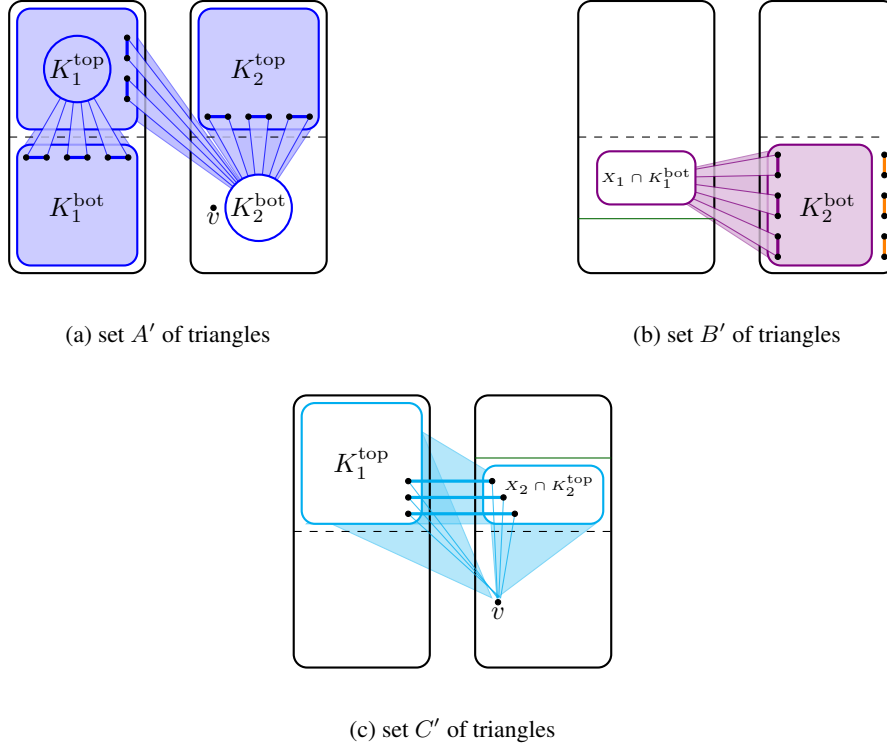 K_1^top
K_2^top
K_1^bot
K_2^bot
v
(a) set A′ of triangles
X_1 ∩ K_1^bot
K_2^bot
(b) set B′ of triangles
K_1^top
X_2 ∩ K_2^top
v
(c) set C′ of triangles